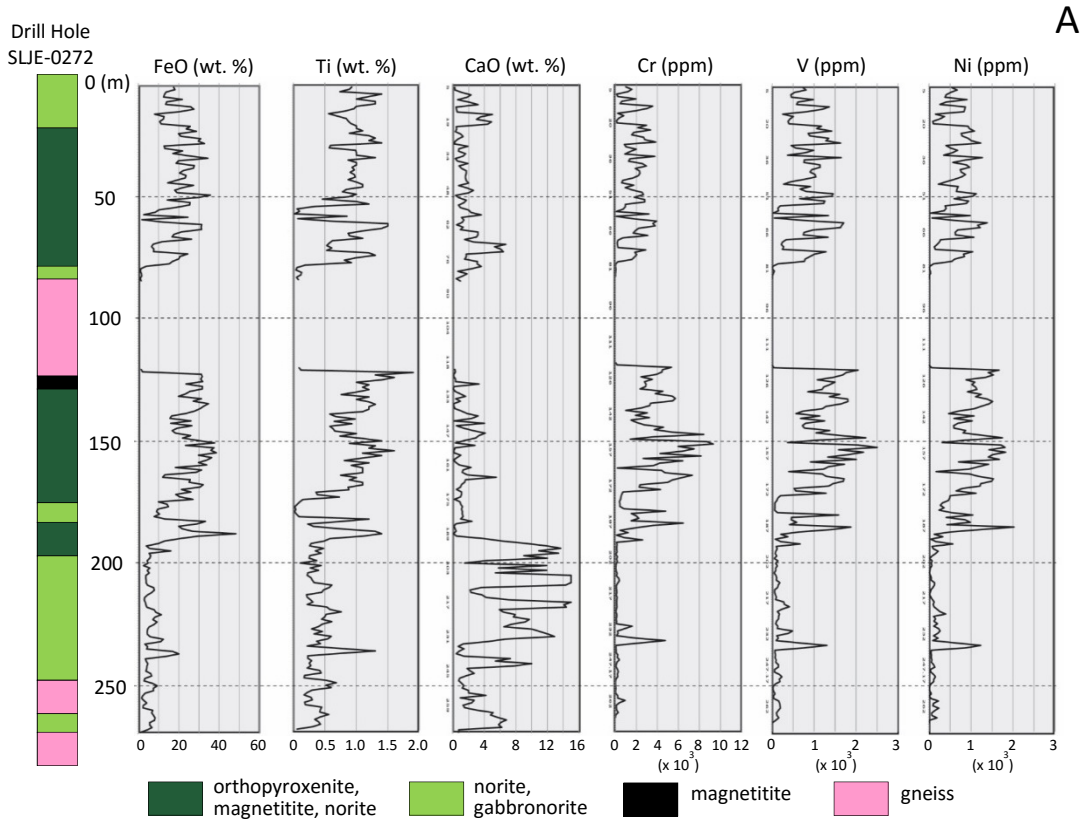 A
Drill Hole
SLJE-0272
FeO (wt. %)
Ti (wt. %)
CaO (wt. %)
Cr (ppm)
V (ppm)
Ni (ppm)
0 (m)
50
100
150
200
250
0 20 40 60
0 0.5 1.0 1.5 2.0
0 4 8 12 16
0 2 4 6 8 10 12
(x 10³)
0 1 2 3
(x 10³)
0 1 2 3
(x 10³)
orthopyroxenite,
magnetitite, norite
norite,
gabbronorite
magnetitite
gneiss